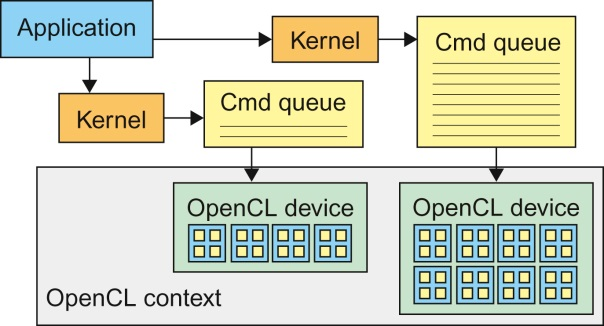 Application
Kernel
Cmd queue
Kernel
Cmd queue
OpenCL device
OpenCL device
OpenCL context